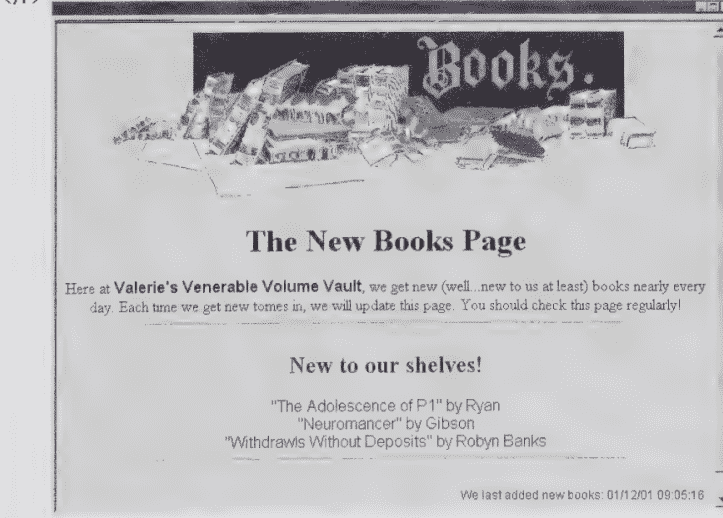 Books.
The New Books Page
Here at Valerie's Venerable Volume Vault, we get new (well...new to us at least) books nearly every
day. Each time we get new tomes in, we will update this page. You should check this page regularly!
New to our shelves!
"The Adolescence of P1" by Ryan
"Neuromancer" by Gibson
"Withdrawls Without Deposits" by Robyn Banks
We last added new books: 01/12/01 09:05:16